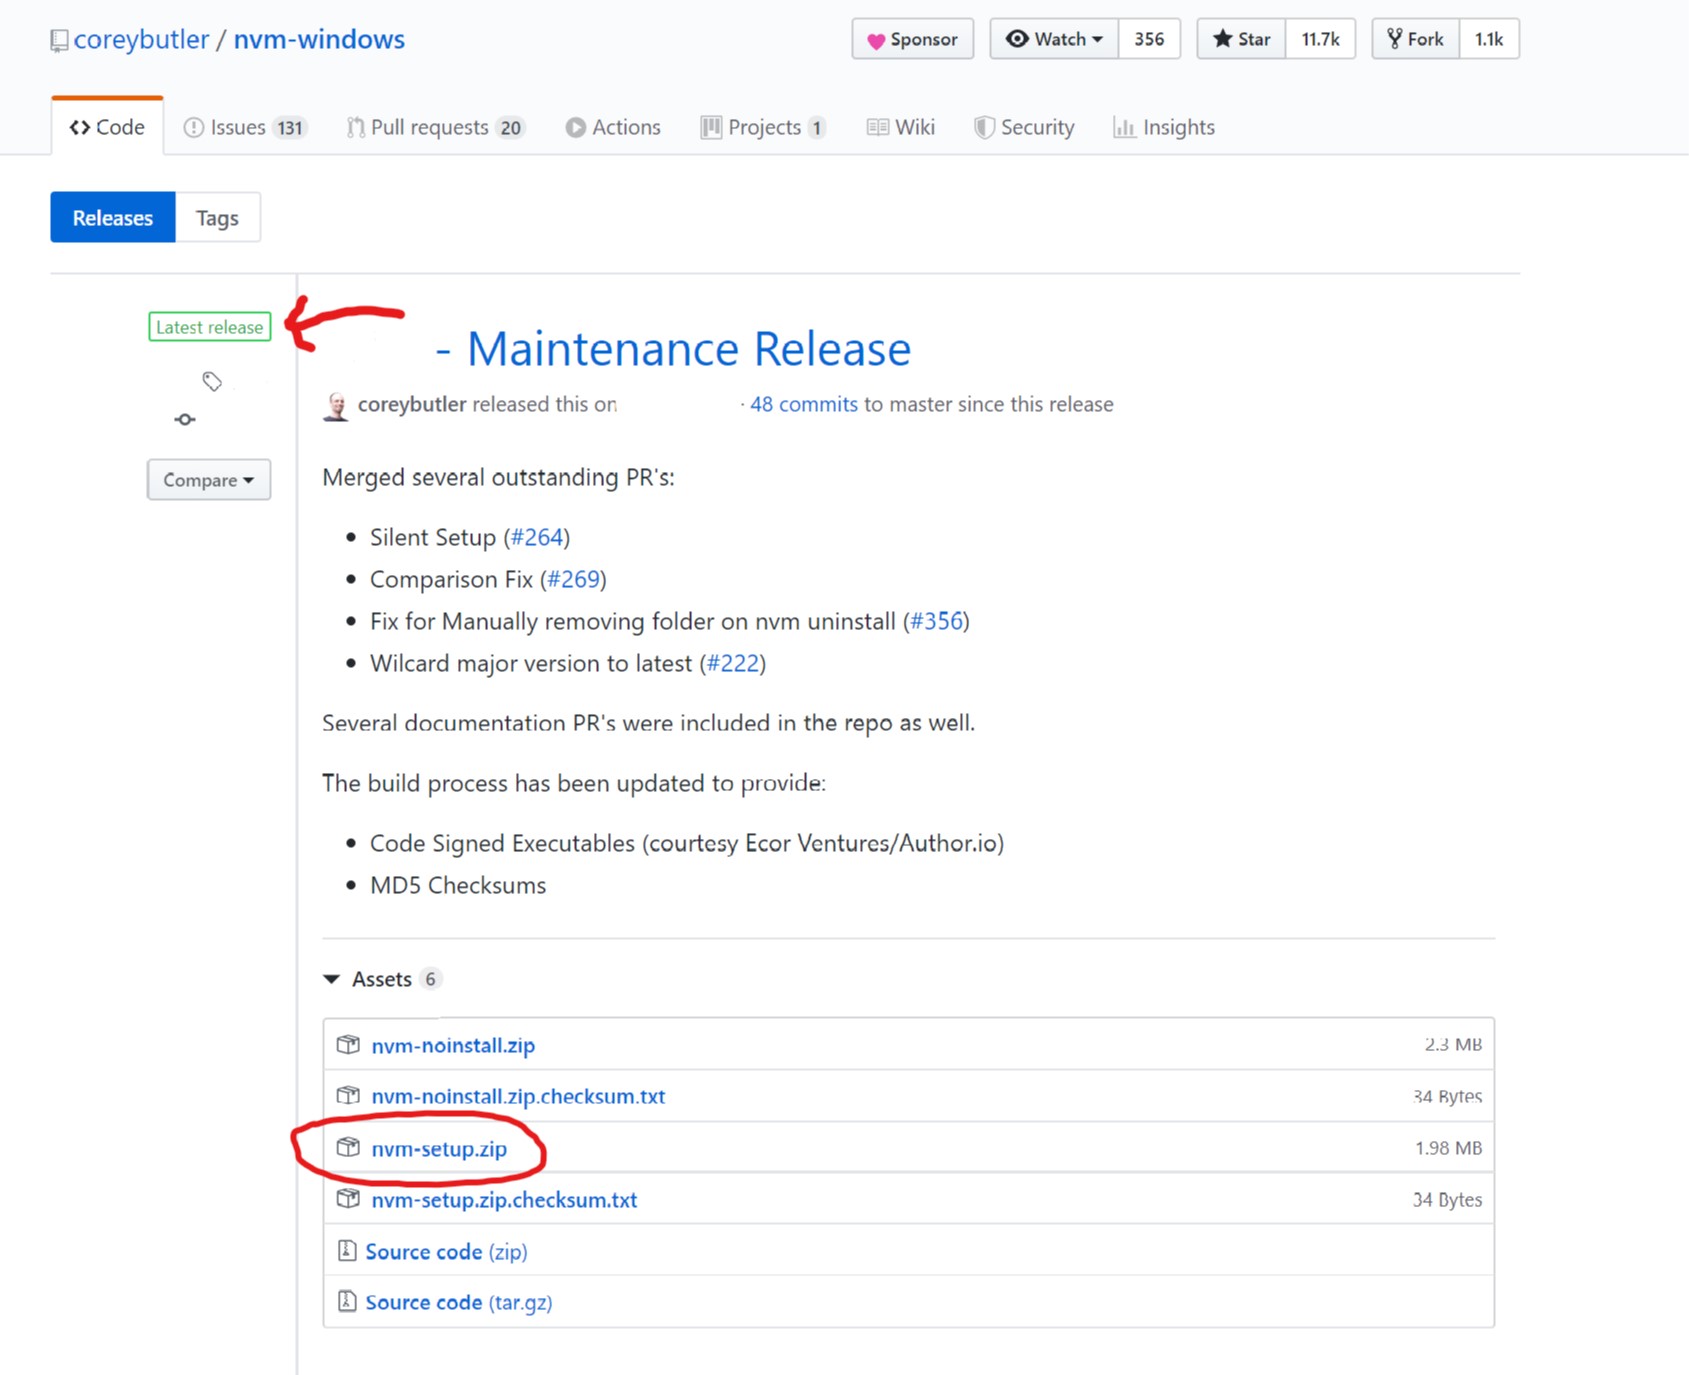 coreybutler / nvm-windows
Sponsor Watch 356 Star 11.7k Fork 1.1k
Code Issues 131 Pull requests 20 Actions Projects 1 Wiki Security Insights
Releases Tags
Latest release
- Maintenance Release
coreybutler released this on · 48 commits to master since this release
Compare
Merged several outstanding PR's:
• Silent Setup (#264)
• Comparison Fix (#269)
• Fix for Manually removing folder on nvm uninstall (#356)
• Wilcard major version to latest (#222)
Several documentation PR's were included in the repo as well.
The build process has been updated to provide:
• Code Signed Executables (courtesy Ecor Ventures/Author.io)
• MD5 Checksums
Assets 6
nvm-noinstall.zip 2.3 MB
nvm-noinstall.zip.checksum.txt 34 Bytes
nvm-setup.zip 1.98 MB
nvm-setup.zip.checksum.txt 34 Bytes
Source code (zip)
Source code (tar.gz)